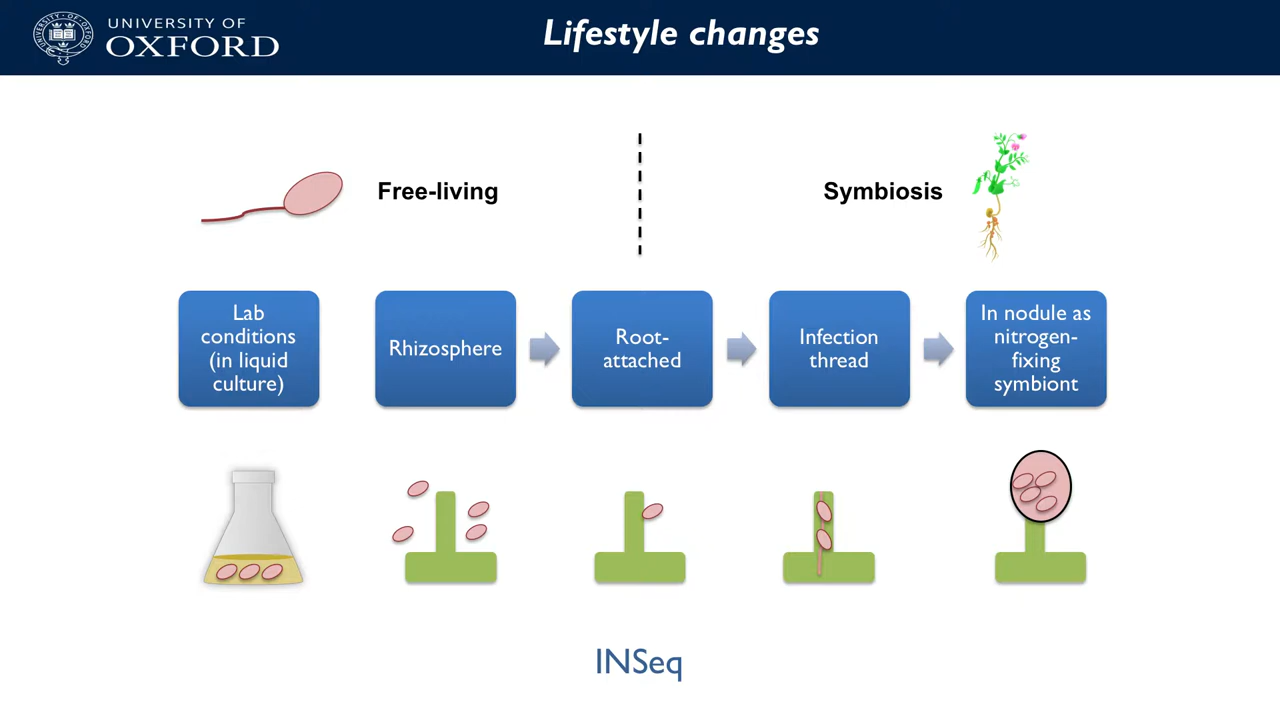 UNIVERSITY OF
OXFORD
Lifestyle changes
Free-living
Symbiosis
Lab
conditions
(in liquid
culture)
Rhizosphere
Root-
attached
Infection
thread
In nodule as
nitrogen-
fixing
symbiont
INSeq